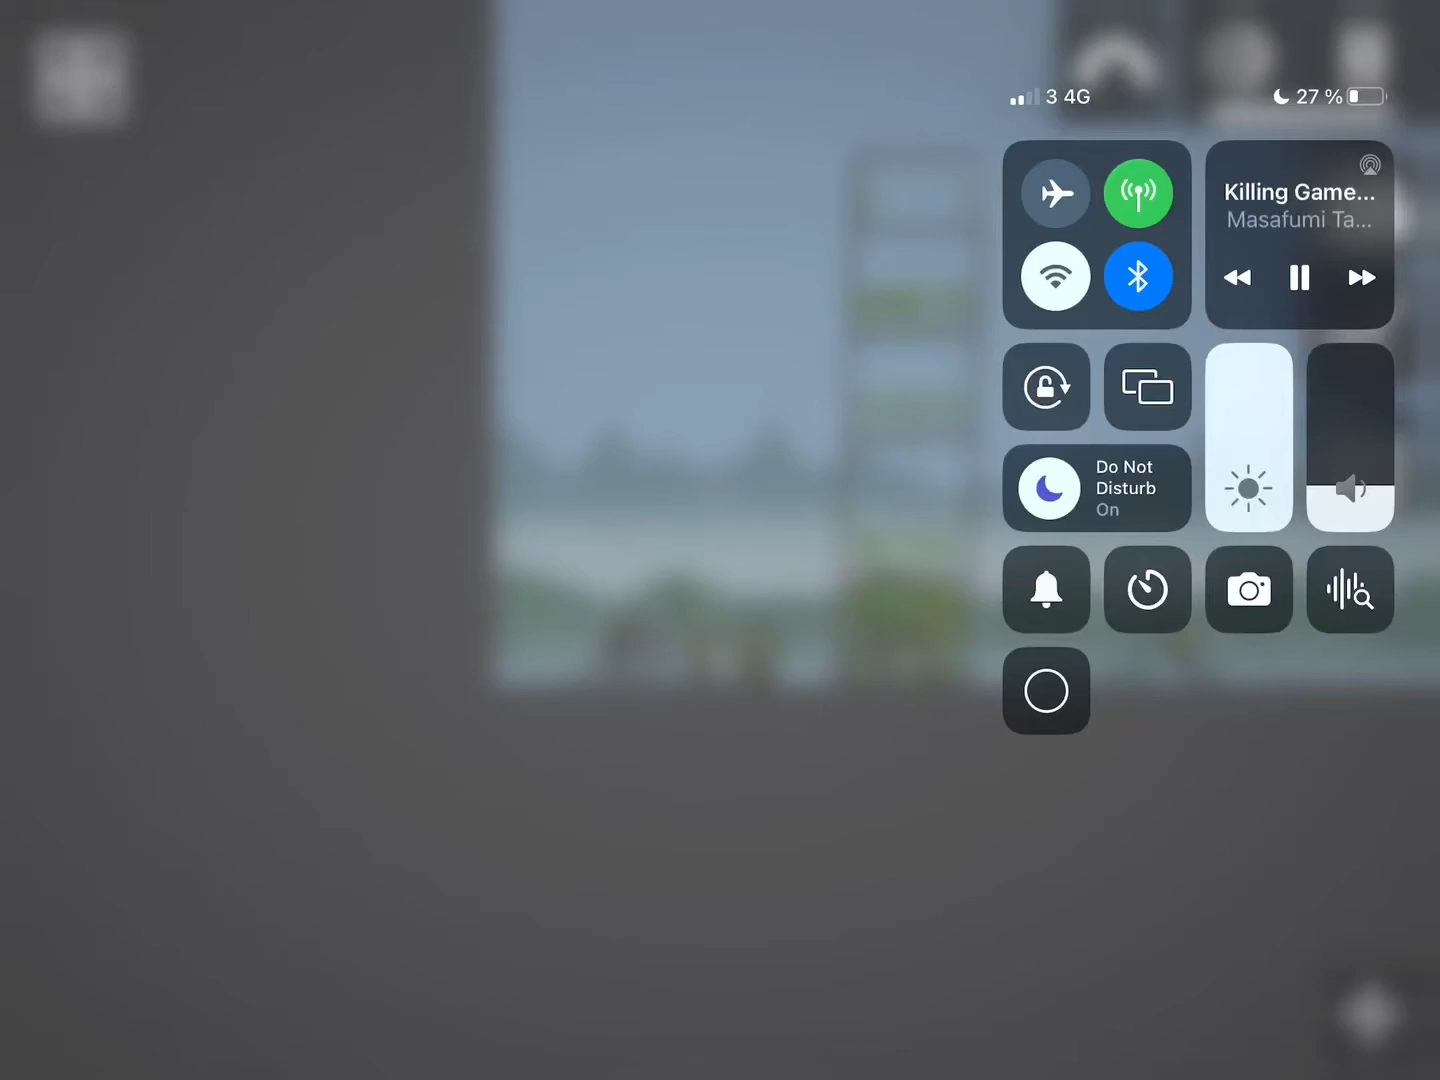 3 4G
27 %
Killing Game...
Masafumi Ta...
Do Not
Disturb
On